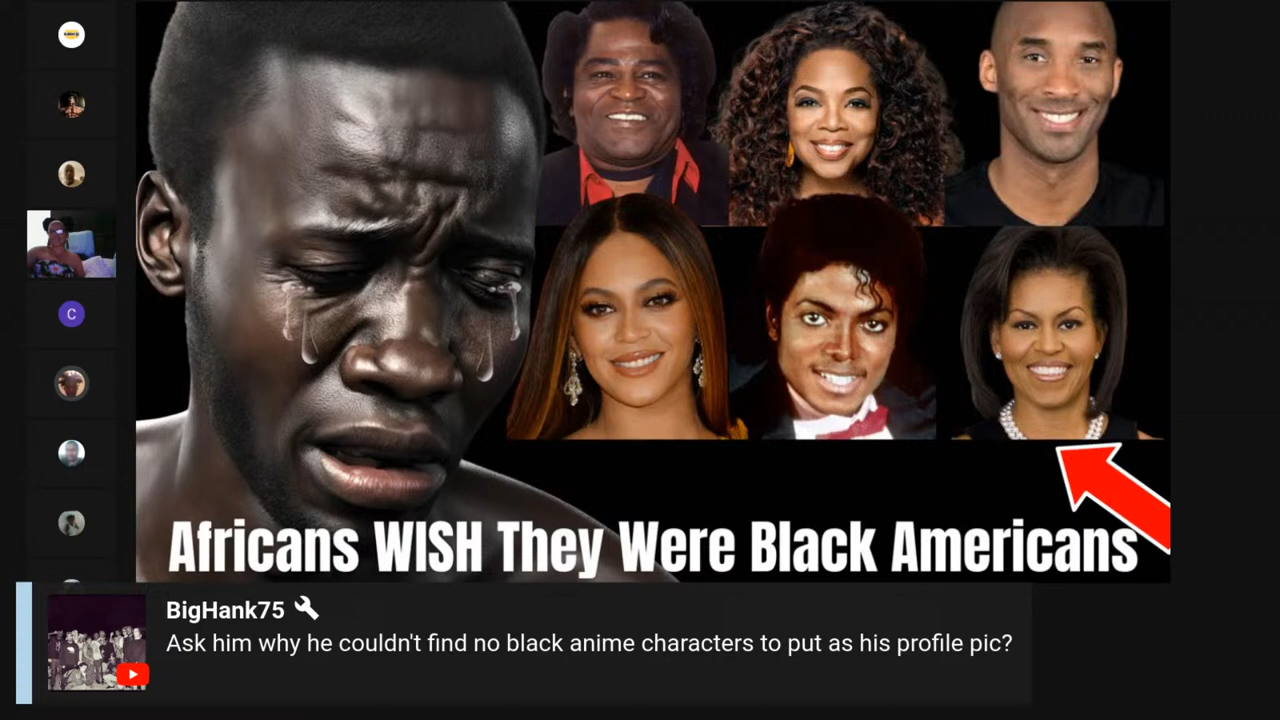 C
Africans WISH They Were Black Americans
BigHank75
Ask him why he couldn't find no black anime characters to put as his profile pic?